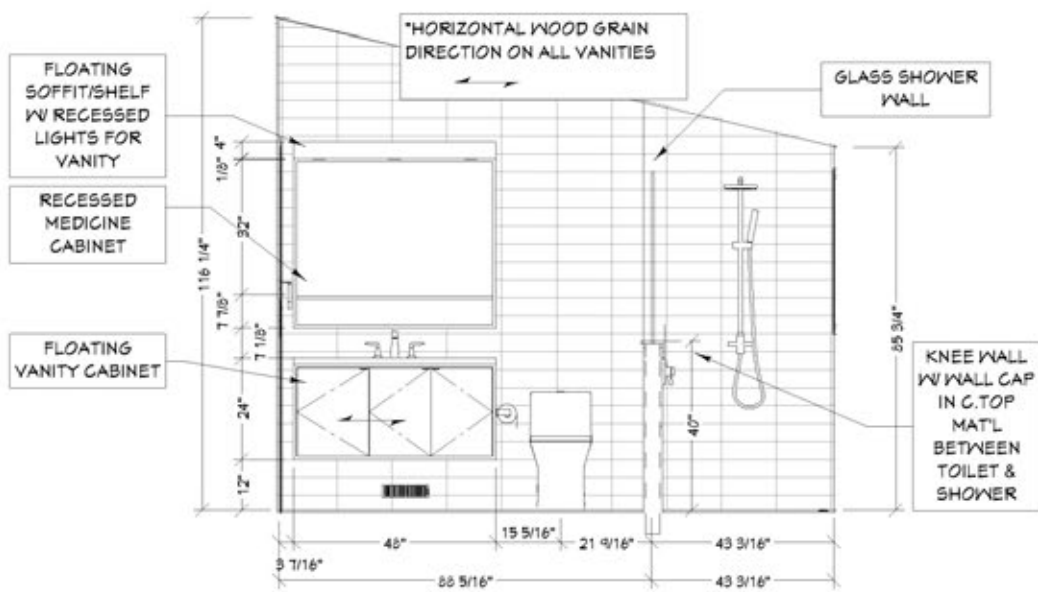 "HORIZONTAL WOOD GRAIN
DIRECTION ON ALL VANITIES
FLOATING
SOFFIT/SHELF
W/ RECESSED
LIGHTS FOR
VANITY
GLASS SHOWER
WALL
RECESSED
MEDICINE
CABINET
FLOATING
VANITY CABINET
KNEE WALL
W/ WALL CAP
IN C.TOP
MAT'L
BETWEEN
TOILET &
SHOWER
116 1/4"
4"
1/8"
32"
7 7/8"
7 1/8"
24"
12"
40"
85 3/4"
3 7/16"
48"
15 5/16"
21 9/16"
43 3/16"
88 5/16"
43 3/16"